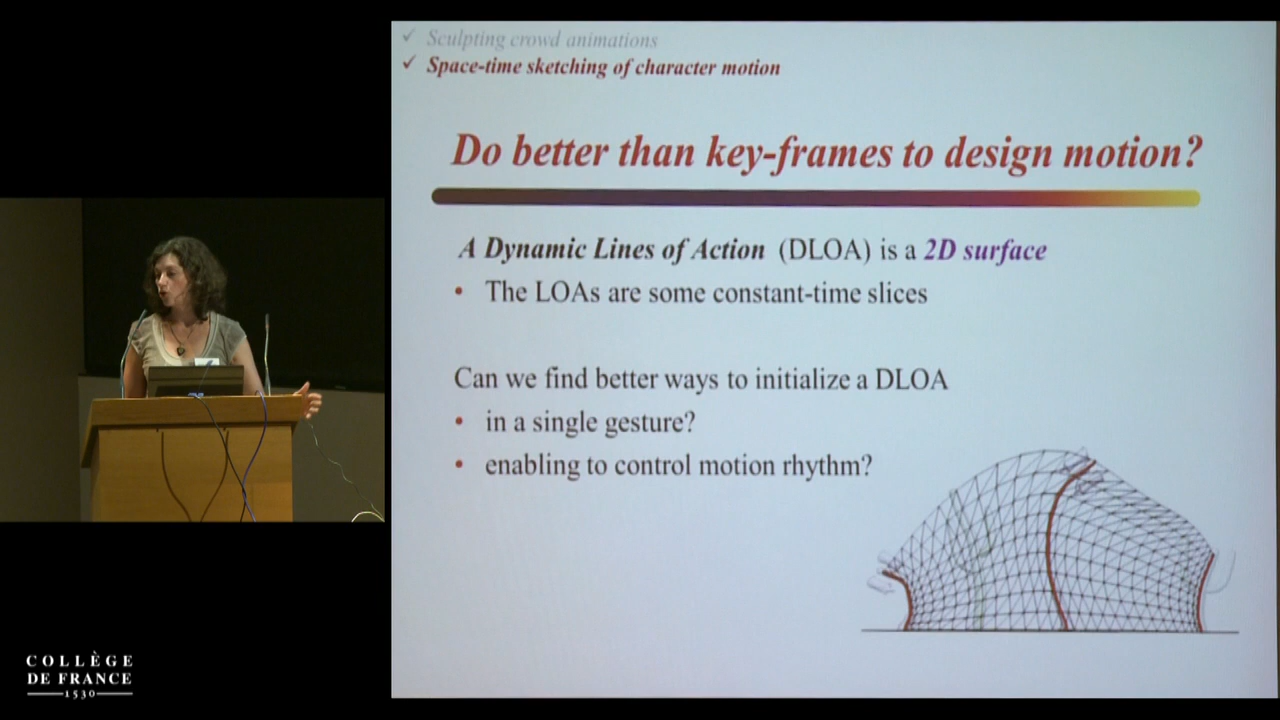 ✓ Sculpting crowd animations
✓ Space-time sketching of character motion
Do better than key-frames to design motion?
A Dynamic Lines of Action (DLOA) is a 2D surface
• The LOAs are some constant-time slices
Can we find better ways to initialize a DLOA
• in a single gesture?
• enabling to control motion rhythm?
COLLÈGE
DE FRANCE
1530